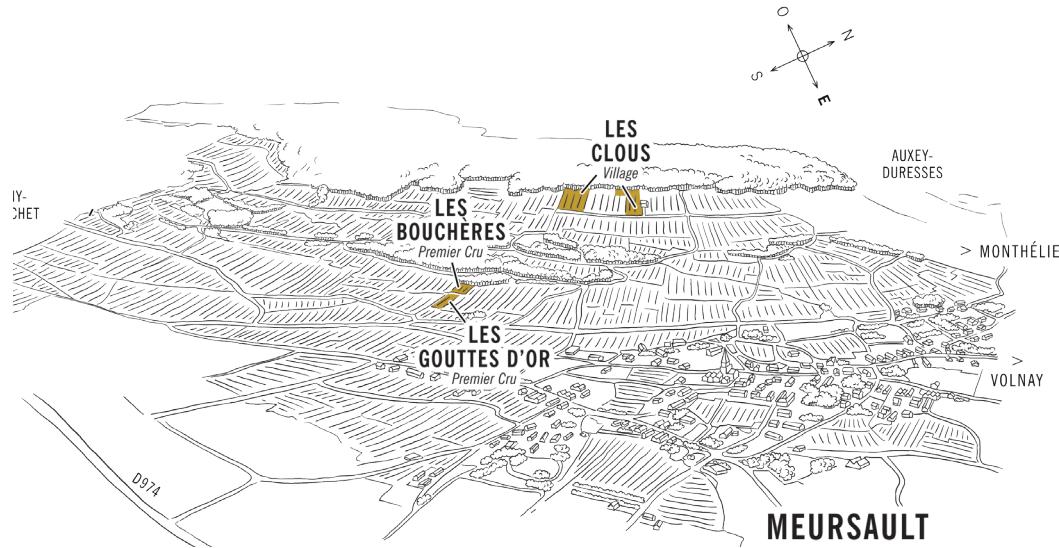 O
N
S
E
LES
CLOUS
Village
AUXEY-
DURESSES
LES
BOUCHÈRES
Premier Cru
> MONTHÉLIE
LES
GOUTTES D'OR
Premier Cru
>
VOLNAY
D974
MEURSAULT